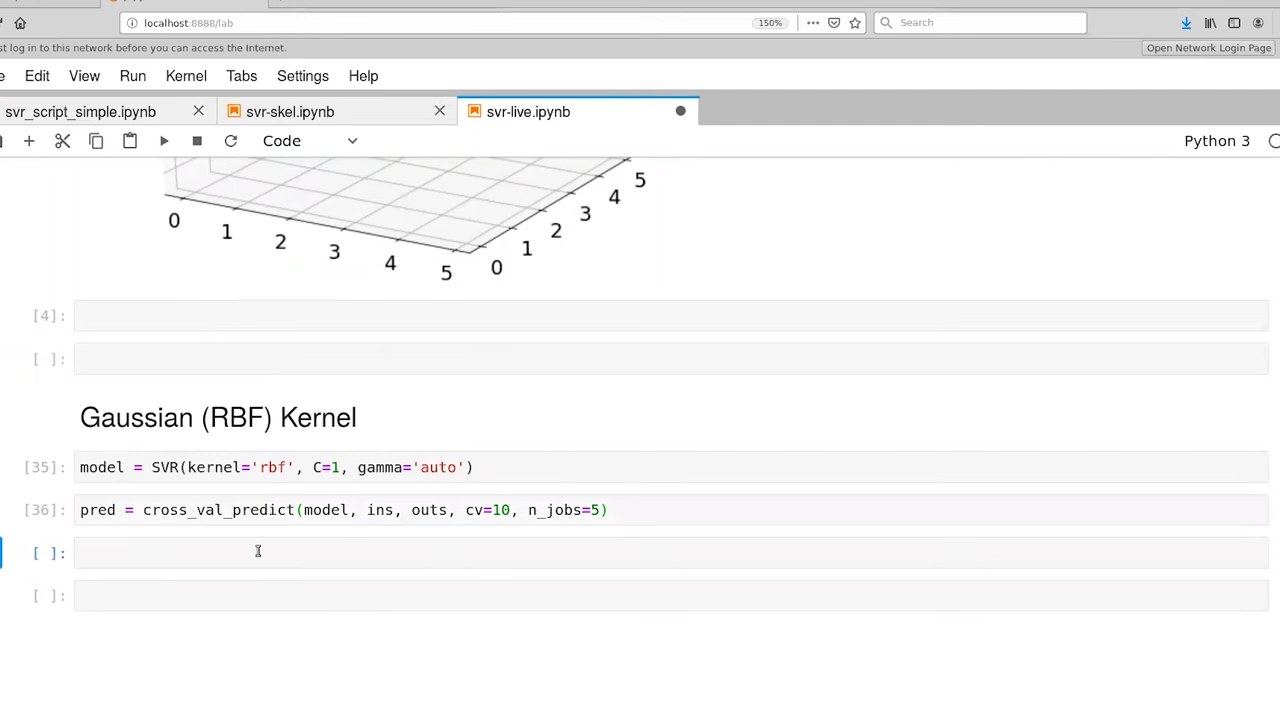 localhost:8888/lab
150%
Search
st log in to this network before you can access the Internet.
Open Network Login Page
Edit View Run Kernel Tabs Settings Help
svr_script_simple.ipynb
svr-skel.ipynb
svr-live.ipynb
Code
Python 3
0 1 2 3 4 5
0 1 2 3 4 5
[4]:
[ ]:
Gaussian (RBF) Kernel
[35]: model = SVR(kernel='rbf', C=1, gamma='auto')
[36]: pred = cross_val_predict(model, ins, outs, cv=10, n_jobs=5)
[ ]:
[ ]: